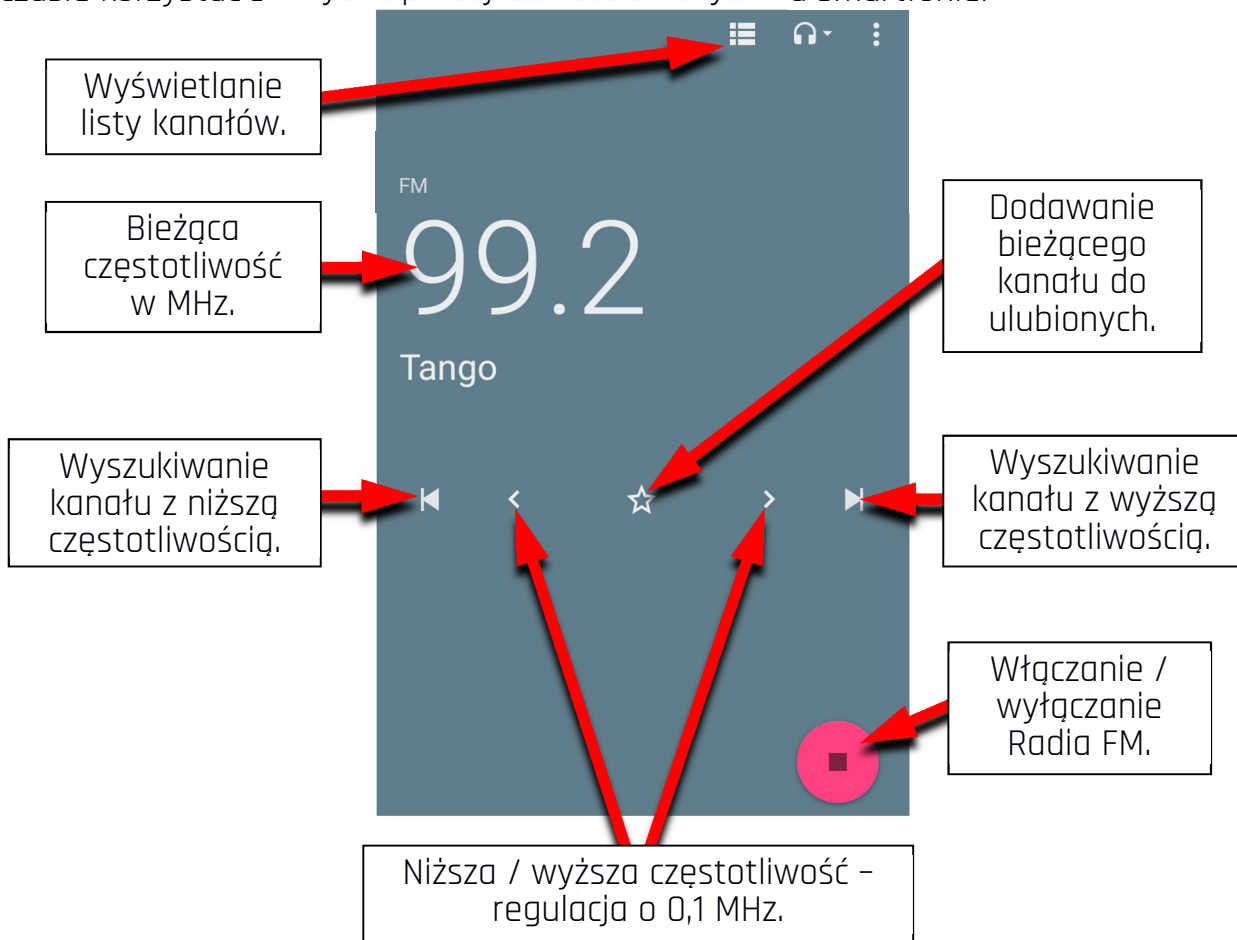 Wyświetlanie
listy kanałów.
FM
Bieżąca
częstotliwość
w MHz.
99.2
Dodawanie
bieżącego
kanału do
ulubionych.
Tango
Wyszukiwanie
kanału z niższą
częstotliwością.
Wyszukiwanie
kanału z wyższą
częstotliwością.
Włączanie /
wyłączanie
Radia FM.
Niższa / wyższa częstotliwość –
regulacja o 0,1 MHz.